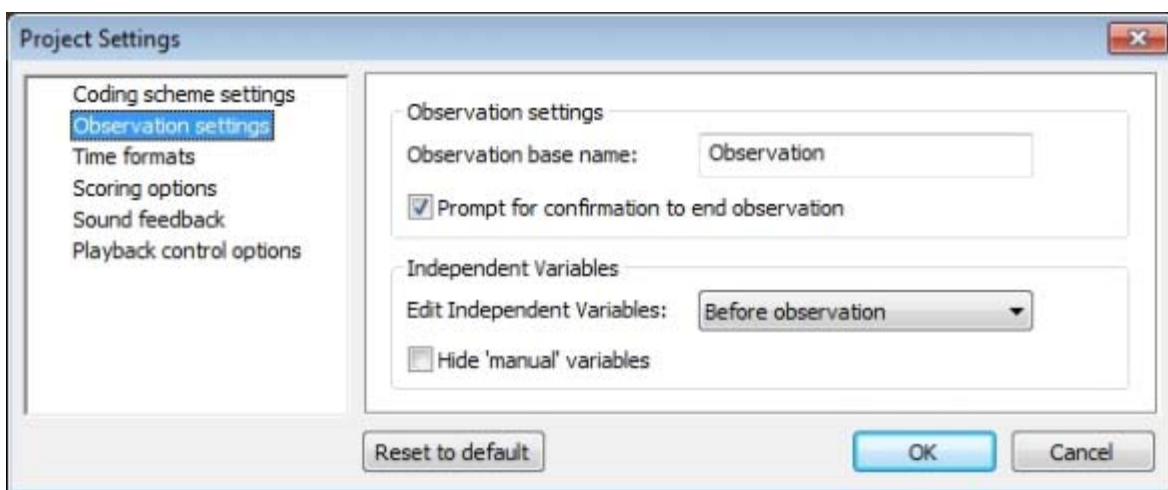 Project Settings
Coding scheme settings
Observation settings
Time formats
Scoring options
Sound feedback
Playback control options
Observation settings
Observation base name: Observation
Prompt for confirmation to end observation
Independent Variables
Edit Independent Variables: Before observation
Hide 'manual' variables
Reset to default OK Cancel